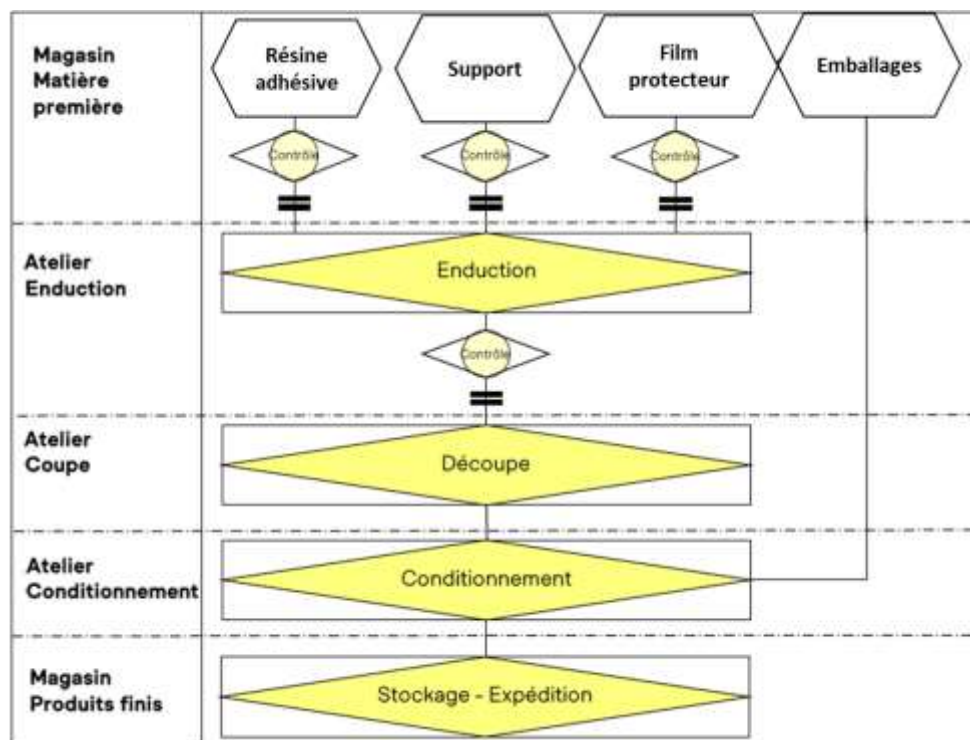 Magasin
Matière
première
Résine
adhésive
Support
Film
protecteur
Emballages
Contrôle
Contrôle
Contrôle
Atelier
Enduction
Enduction
Contrôle
Atelier
Coupe
Découpe
Atelier
Conditionnement
Conditionnement
Magasin
Produits finis
Stockage - Expédition